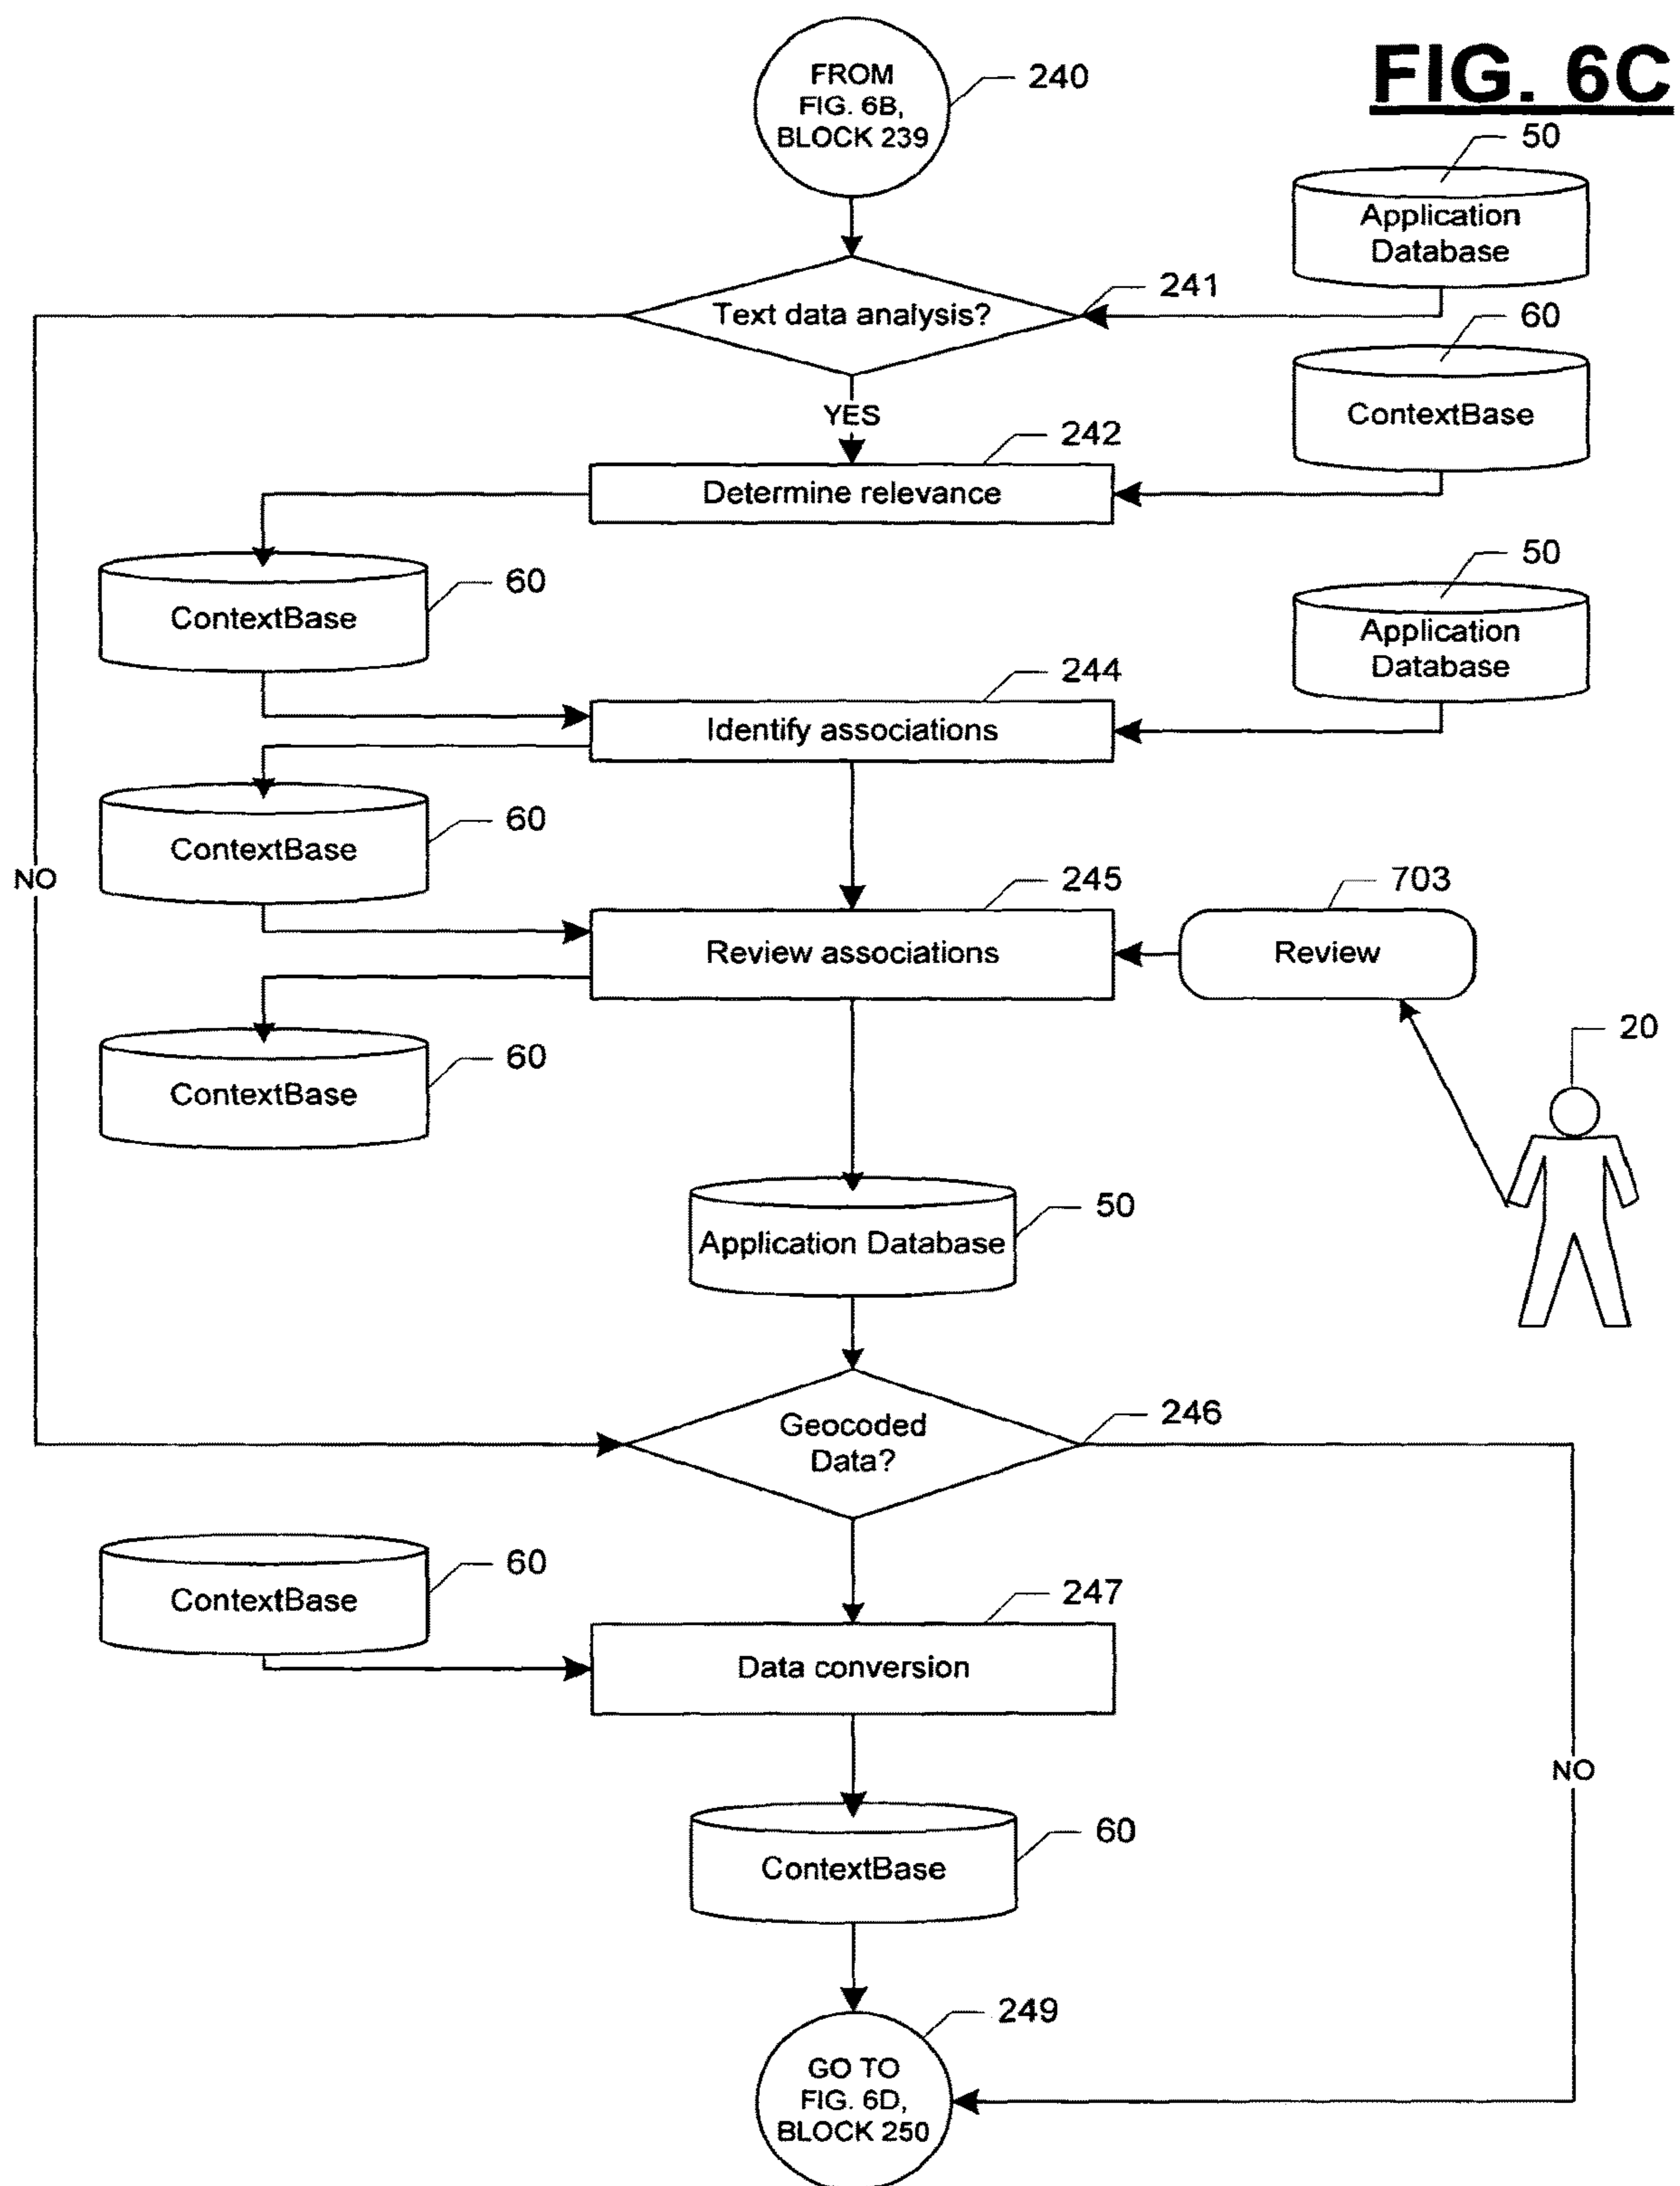 FIG. 6C
FROM
FIG. 6B,
BLOCK 239
240
50
Application
Database
Text data analysis?
241
60
ContextBase
YES
242
Determine relevance
60
ContextBase
50
Application
Database
244
Identify associations
60
ContextBase
NO
245
Review associations
703
Review
60
ContextBase
20
50
Application Database
Geocoded
Data?
246
60
ContextBase
247
Data conversion
NO
60
ContextBase
249
GO TO
FIG. 6D,
BLOCK 250